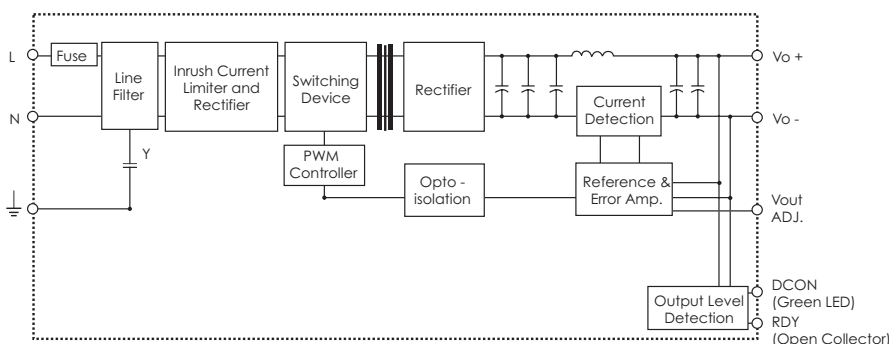 L
Fuse
Line
Filter
Inrush Current
Limiter and
Rectifier
Switching
Device
Rectifier
Current
Detection
Vo +
N
Vo -
Y
PWM
Controller
Opto -
isolation
Reference &
Error Amp.
Vout
ADJ.
Output Level
Detection
DCON
(Green LED)
RDY
(Open Collector)